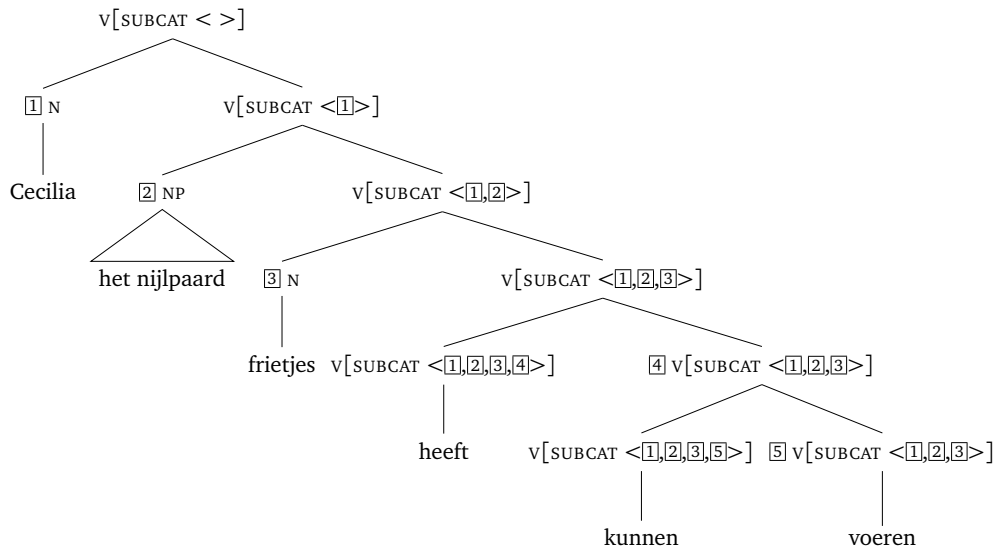 V[SUBCAT < >]
1 N V[SUBCAT <1>]
Cecilia 2 NP V[SUBCAT <1,2>]
het nijlpaard 3 N V[SUBCAT <1,2,3>]
frietjes V[SUBCAT <1,2,3,4>] 4 V[SUBCAT <1,2,3>]
heeft V[SUBCAT <1,2,3,5>] 5 V[SUBCAT <1,2,3>]
kunnen voeren